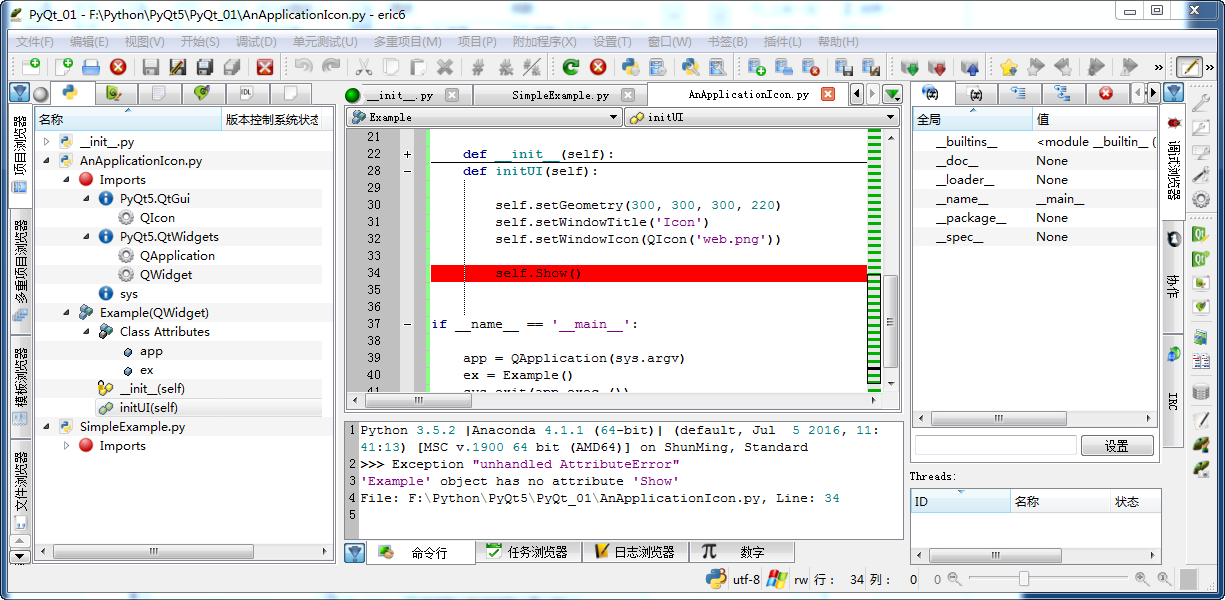 PyQt_01 - F:\Python\PyQt5\PyQt_01\AnApplicationIcon.py - eric6
文件(F) 编辑(E) 视图(V) 开始(S) 调试(D) 单元测试(U) 多重项目(M) 项目(P) 附加程序(X) 设置(T) 窗口(W) 书签(B) 插件(L) 帮助(H)
项目浏览器
多重项目浏览器
模板浏览器
文件浏览器
IDL
名称 版本控制系统状态
__init__.py
AnApplicationIcon.py
Imports
PyQt5.QtGui
QIcon
PyQt5.QtWidgets
QApplication
QWidget
sys
Example(QWidget)
Class Attributes
app
ex
__init__(self)
initUI(self)
SimpleExample.py
Imports
__init__.py SimpleExample.py AnApplicationIcon.py
Example initUI
21
22 + def __init__(self):
28 - def initUI(self):
29
30 self.setGeometry(300, 300, 300, 220)
31 self.setWindowTitle('Icon')
32 self.setWindowIcon(QIcon('web.png'))
33
34 self.Show()
35
36
37 - if __name__ == '__main__':
38
39 app = QApplication(sys.argv)
40 ex = Example()
41 sys.exit(app.exec_())
1 Python 3.5.2 |Anaconda 4.1.1 (64-bit)| (default, Jul  5 2016, 11:
41:13) [MSC v.1900 64 bit (AMD64)] on ShunMing, Standard
2 >>> Exception "unhandled AttributeError"
3 'Example' object has no attribute 'Show'
4 File: F:\Python\PyQt5\PyQt_01\AnApplicationIcon.py, Line: 34
5
命令行 任务浏览器 日志浏览器 数字
全局 值
__builtins__ <module __builtin__ (
__doc__ None
__loader__ None
__name__ __main__
__package__ None
__spec__ None
设置
Threads:
ID 名称 状态
调试浏览器
协作
IRC
utf-8 rw 行: 34 列: 0 0